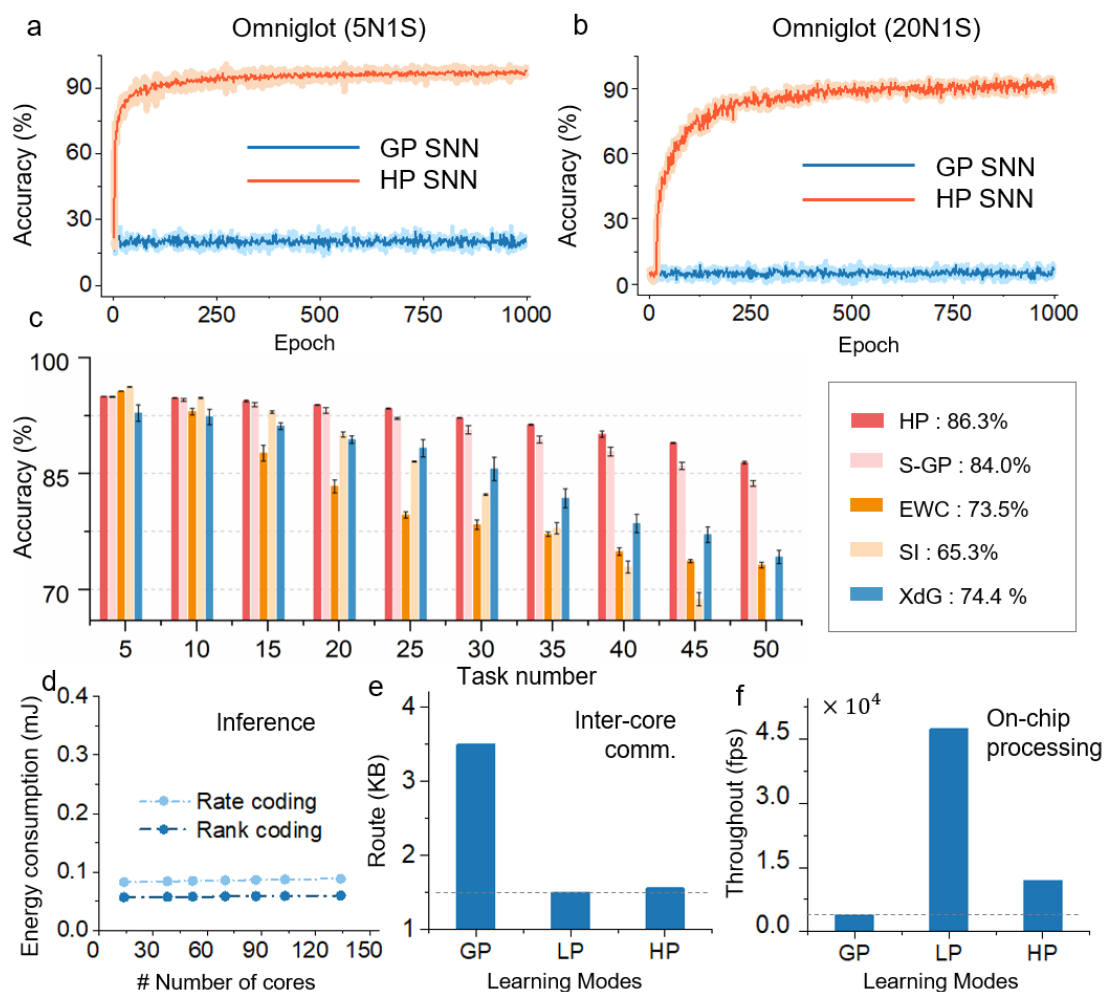 a
Omniglot (5N1S)
Accuracy (%)
90
60
30
0
GP SNN
HP SNN
0 250 500 750 1000
Epoch
b
Omniglot (20N1S)
Accuracy (%)
90
60
30
0
GP SNN
HP SNN
0 250 500 750 1000
Epoch
c
Accuracy (%)
100
85
70
5 10 15 20 25 30 35 40 45 50
Task number
HP : 86.3%
S-GP : 84.0%
EWC : 73.5%
SI : 65.3%
XdG : 74.4 %
d
Energy consumption (mJ)
0.4
0.3
0.2
0.1
0.0
Inference
Rate coding
Rank coding
0 30 60 90 120 150
# Number of cores
e
Route (KB)
4
3
2
1
Inter-core
comm.
GP LP HP
Learning Modes
f
× 10⁴
Throughout (fps)
4.5
3.0
1.5
0.0
On-chip
processing
GP LP HP
Learning Modes